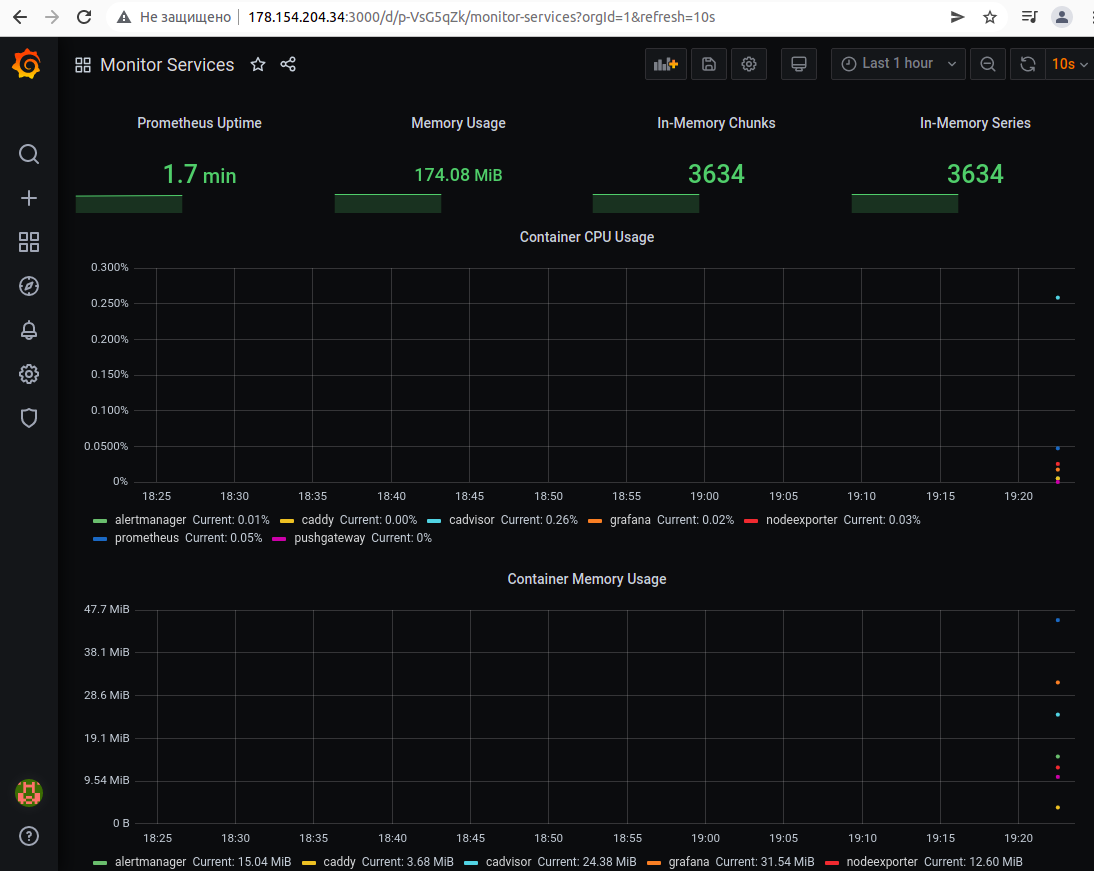 Не защищено 178.154.204.34:3000/d/p-VsG5qZk/monitor-services?orgId=1&refresh=10s
Monitor Services Last 1 hour 10s
Prometheus Uptime Memory Usage In-Memory Chunks In-Memory Series
1.7 min 174.08 MiB 3634 3634
Container CPU Usage
0.300%
0.250%
0.200%
0.150%
0.100%
0.0500%
0%
18:25 18:30 18:35 18:40 18:45 18:50 18:55 19:00 19:05 19:10 19:15 19:20
alertmanager Current: 0.01% caddy Current: 0.00% cadvisor Current: 0.26% grafana Current: 0.02% nodeexporter Current: 0.03%
prometheus Current: 0.05% pushgateway Current: 0%
Container Memory Usage
47.7 MiB
38.1 MiB
28.6 MiB
19.1 MiB
9.54 MiB
0 B
18:25 18:30 18:35 18:40 18:45 18:50 18:55 19:00 19:05 19:10 19:15 19:20
alertmanager Current: 15.04 MiB caddy Current: 3.68 MiB cadvisor Current: 24.38 MiB grafana Current: 31.54 MiB nodeexporter Current: 12.60 MiB